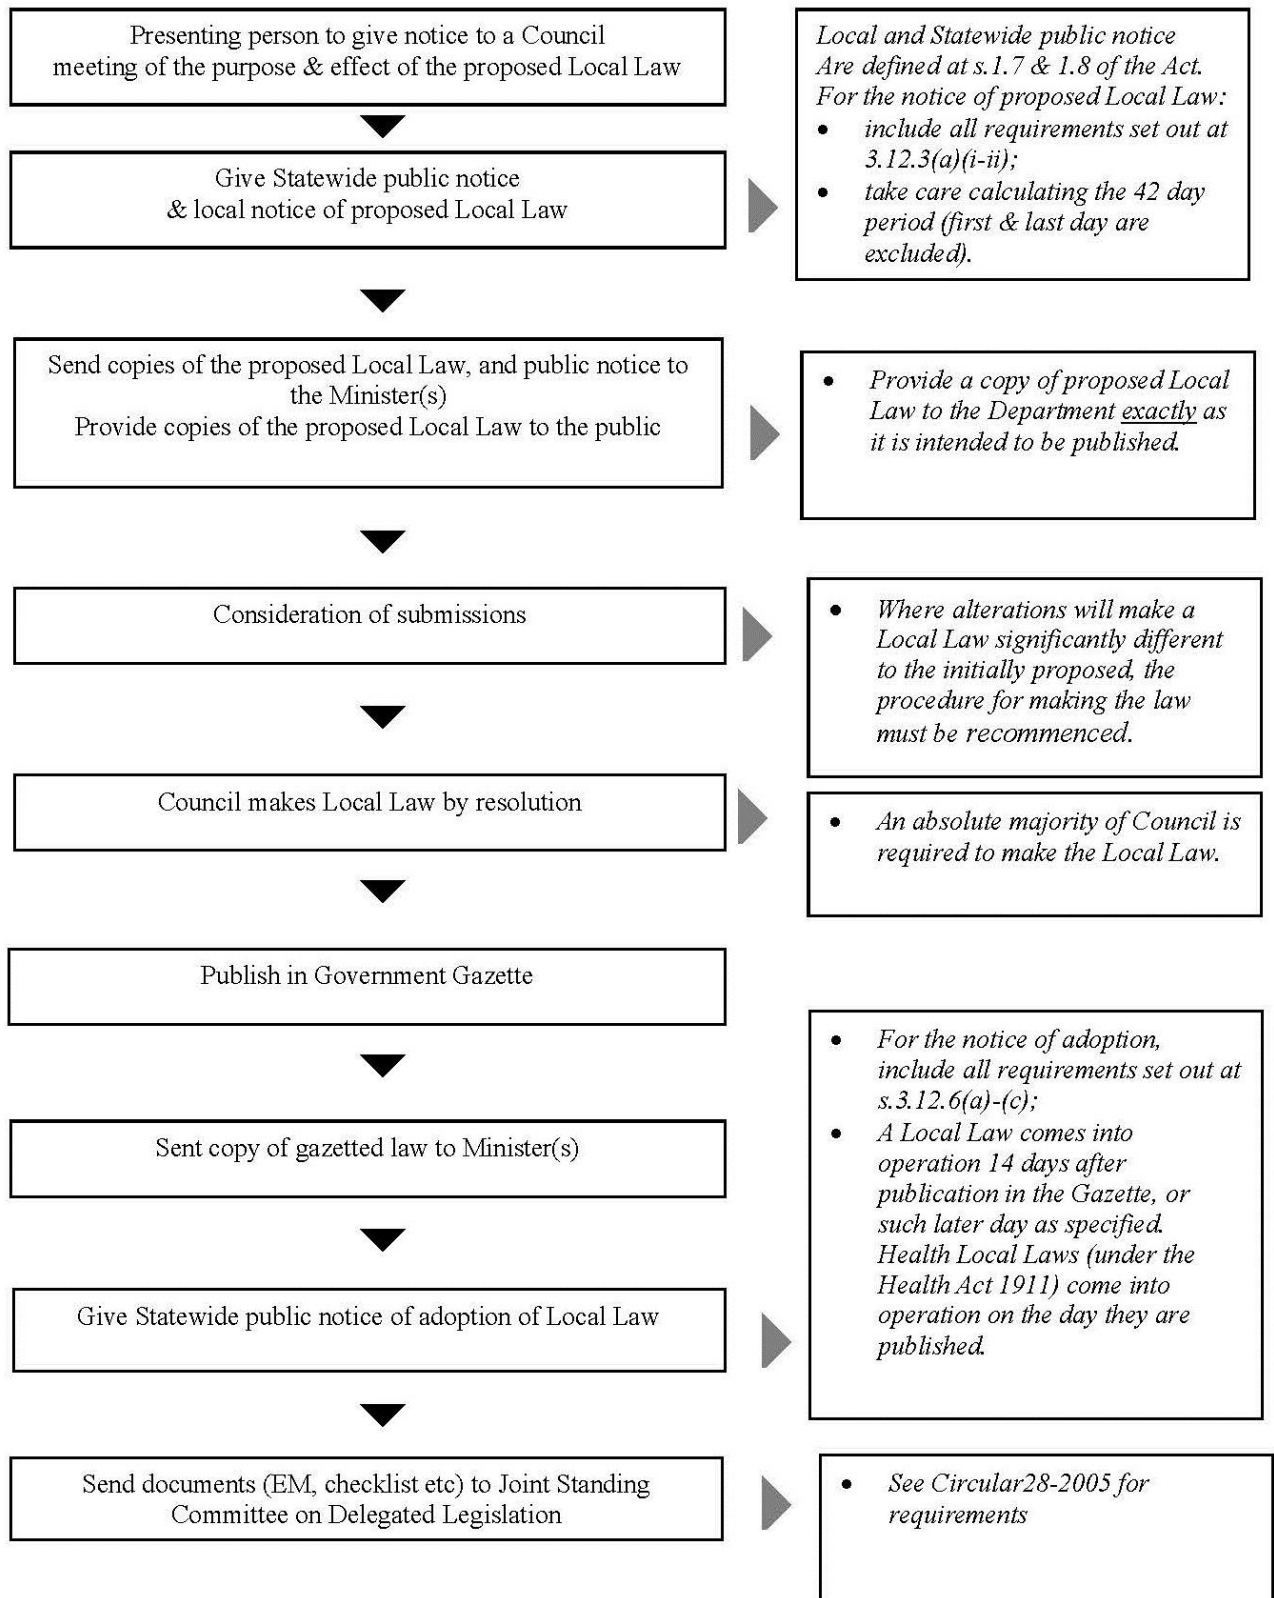 Presenting person to give notice to a Council
meeting of the purpose & effect of the proposed Local Law
Local and Statewide public notice
Are defined at s.1.7 & 1.8 of the Act.
For the notice of proposed Local Law:
• include all requirements set out at
3.12.3(a)(i-ii);
• take care calculating the 42 day
period (first & last day are
excluded).
Give Statewide public notice
& local notice of proposed Local Law
Send copies of the proposed Local Law, and public notice to
the Minister(s)
Provide copies of the proposed Local Law to the public
• Provide a copy of proposed Local
Law to the Department exactly as
it is intended to be published.
Consideration of submissions
• Where alterations will make a
Local Law significantly different
to the initially proposed, the
procedure for making the law
must be recommenced.
Council makes Local Law by resolution
• An absolute majority of Council is
required to make the Local Law.
Publish in Government Gazette
Sent copy of gazetted law to Minister(s)
Give Statewide public notice of adoption of Local Law
• For the notice of adoption,
include all requirements set out at
s.3.12.6(a)-(c);
• A Local Law comes into
operation 14 days after
publication in the Gazette, or
such later day as specified.
Health Local Laws (under the
Health Act 1911) come into
operation on the day they are
published.
Send documents (EM, checklist etc) to Joint Standing
Committee on Delegated Legislation
• See Circular28-2005 for
requirements